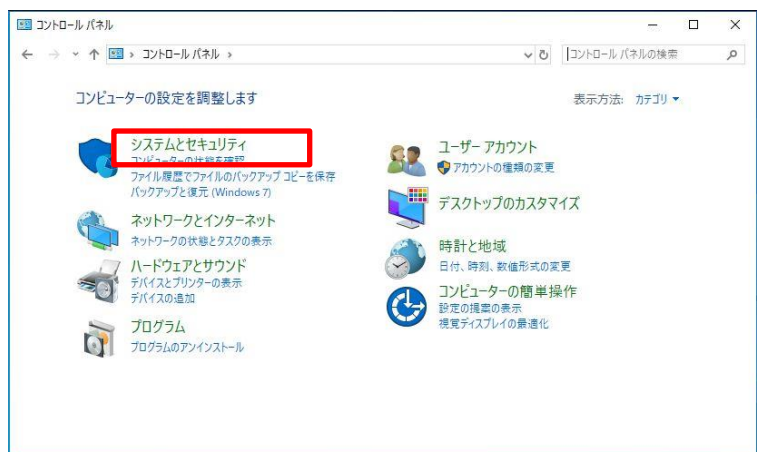 コントロール パネル
コントロール パネル
コントロール パネルの検索
コンピューターの設定を調整します
表示方法: カテゴリ
システムとセキュリティ
コンピューターの状態を確認
ファイル履歴でファイルのバックアップ コピーを保存
バックアップと復元 (Windows 7)
ネットワークとインターネット
ネットワークの状態とタスクの表示
ハードウェアとサウンド
デバイスとプリンターの表示
デバイスの追加
プログラム
プログラムのアンインストール
ユーザー アカウント
アカウントの種類の変更
デスクトップのカスタマイズ
時計と地域
日付、時刻、数値形式の変更
コンピューターの簡単操作
設定の提案の表示
視覚ディスプレイの最適化